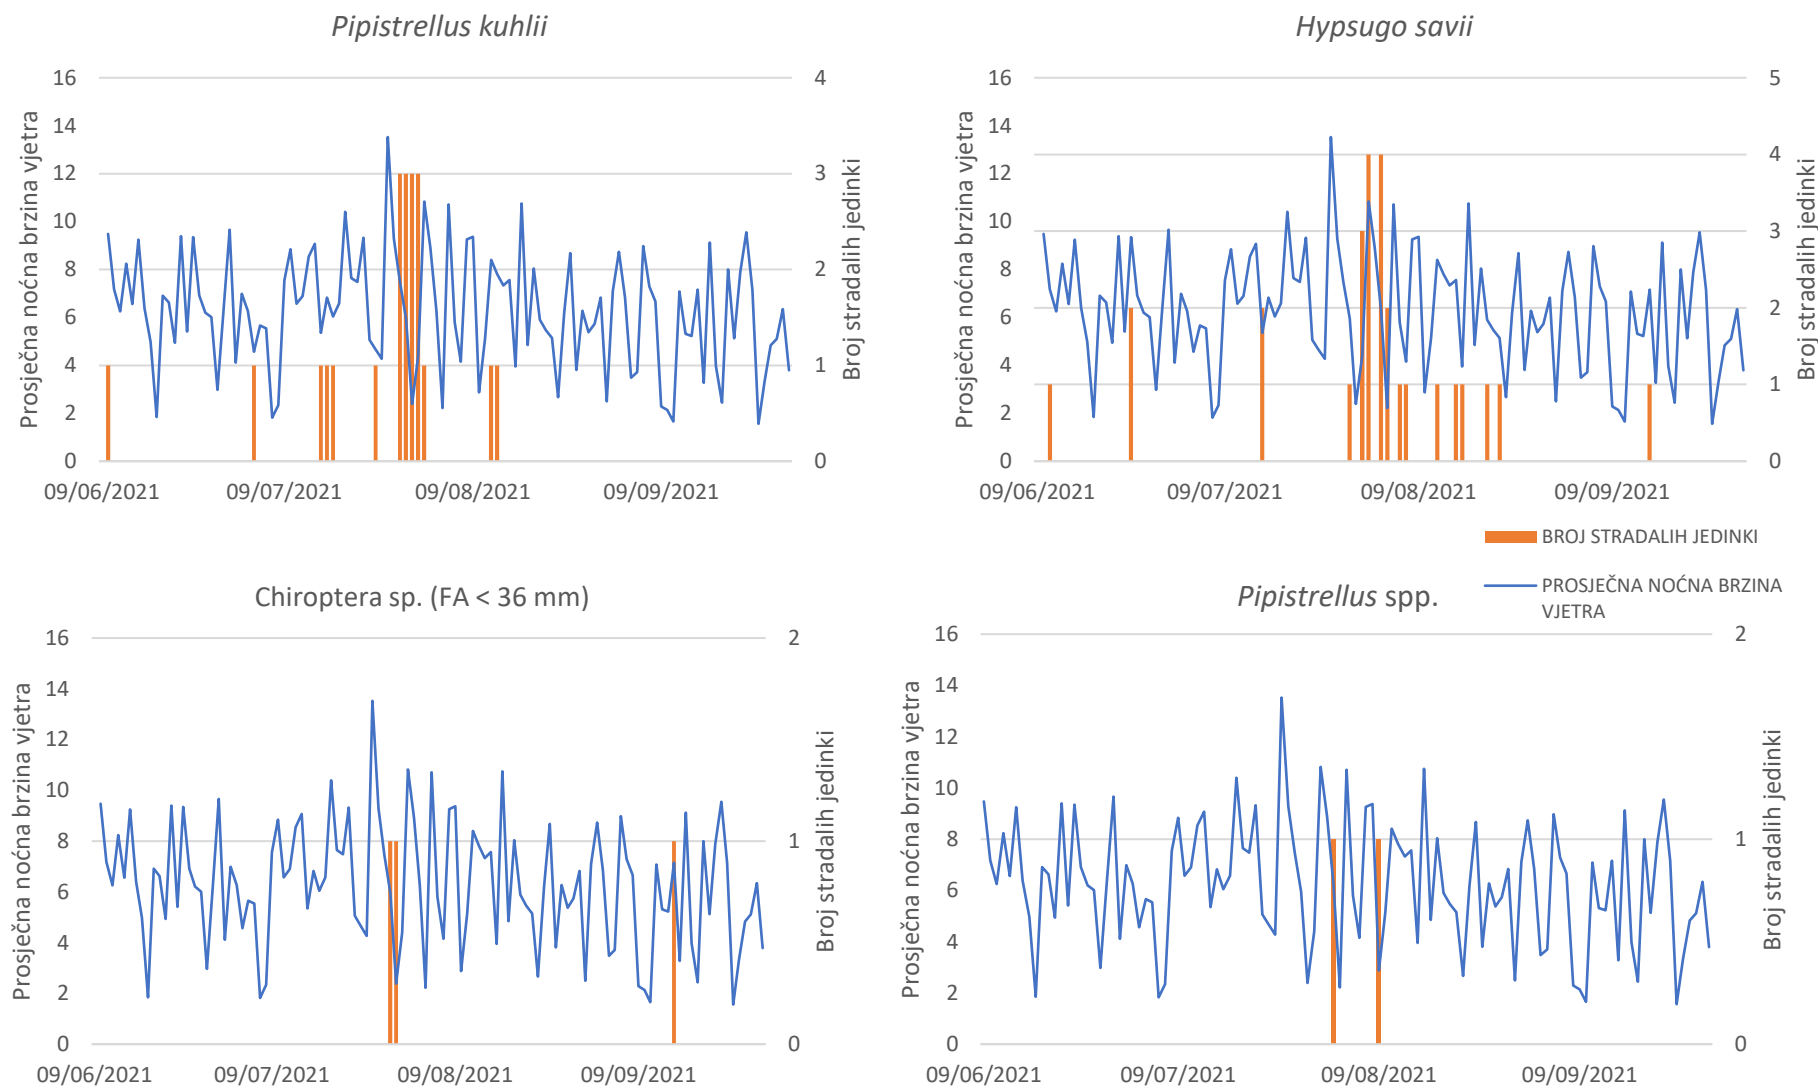 Pipistrellus kuhlii
Prosječna noćna brzina vjetra
16
14
12
10
8
6
4
2
0
4
3
2
1
0
Broj stradalih jedinki
09/06/2021 09/07/2021 09/08/2021 09/09/2021
Hypsugo savii
Prosječna noćna brzina vjetra
16
14
12
10
8
6
4
2
0
5
4
3
2
1
0
Broj stradalih jedinki
09/06/2021 09/07/2021 09/08/2021 09/09/2021
BROJ STRADALIH JEDINKI
PROSJEČNA NOĆNA BRZINA
VJETRA
Chiroptera sp. (FA < 36 mm)
Prosječna noćna brzina vjetra
16
14
12
10
8
6
4
2
0
2
1
0
Broj stradalih jedinki
09/06/2021 09/07/2021 09/08/2021 09/09/2021
Pipistrellus spp.
Prosječna noćna brzina vjetra
16
14
12
10
8
6
4
2
0
2
1
0
Broj stradalih jedinki
09/06/2021 09/07/2021 09/08/2021 09/09/2021